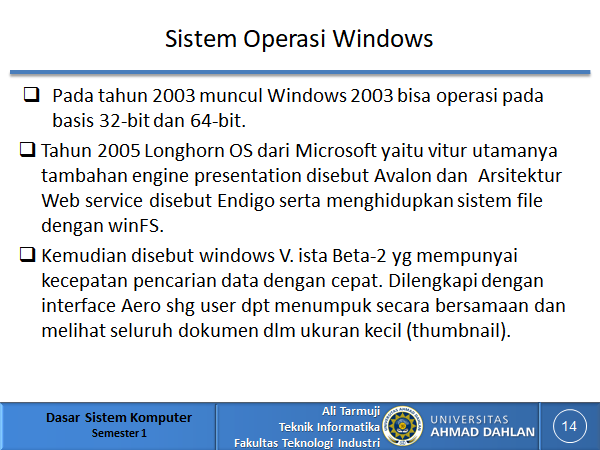 Sistem Operasi Windows
Pada tahun 2003 muncul Windows 2003 bisa operasi pada
basis 32-bit dan 64-bit.
Tahun 2005 Longhorn OS dari Microsoft yaitu vitur utamanya
tambahan engine presentation disebut Avalon dan Arsitektur
Web service disebut Endigo serta menghidupkan sistem file
dengan winFS.
Kemudian disebut windows V. ista Beta-2 yg mempunyai
kecepatan pencarian data dengan cepat. Dilengkapi dengan
interface Aero shg user dpt menumpuk secara bersamaan dan
melihat seluruh dokumen dlm ukuran kecil (thumbnail).
Dasar Sistem Komputer
Semester 1
Ali Tarmuji
Teknik Informatika
Fakultas Teknologi Industri
UNIVERSITAS
AHMAD DAHLAN
14